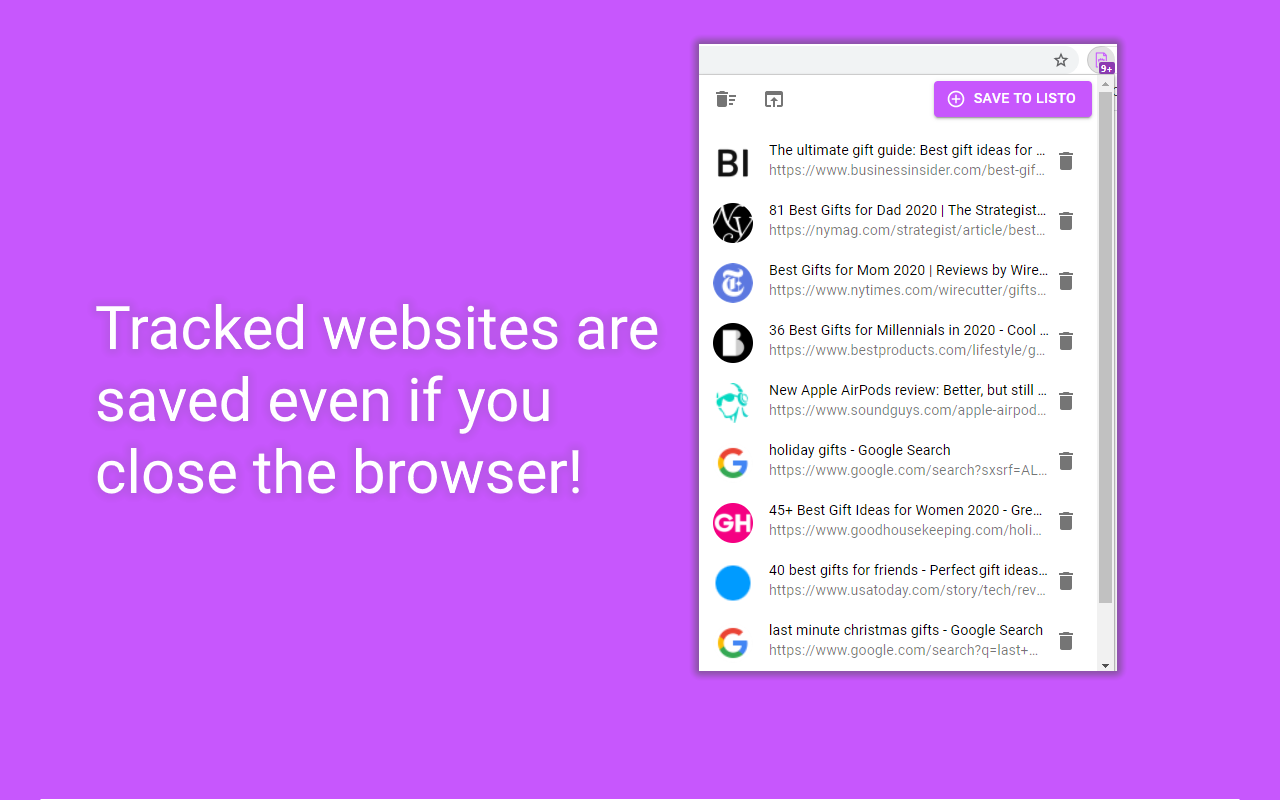 Tracked websites are
saved even if you
close the browser!
9+
SAVE TO LISTO
BI
The ultimate gift guide: Best gift ideas for ...
https://www.businessinsider.com/best-gif...
NY
81 Best Gifts for Dad 2020 | The Strategist...
https://nymag.com/strategist/article/best...
T
Best Gifts for Mom 2020 | Reviews by Wire...
https://www.nytimes.com/wirecutter/gifts...
B
36 Best Gifts for Millennials in 2020 - Cool ...
https://www.bestproducts.com/lifestyle/g...
New Apple AirPods review: Better, but still ...
https://www.soundguys.com/apple-airpod...
G
holiday gifts - Google Search
https://www.google.com/search?sxsrf=AL...
GH
45+ Best Gift Ideas for Women 2020 - Gre...
https://www.goodhousekeeping.com/holi...
40 best gifts for friends - Perfect gift ideas...
https://www.usatoday.com/story/tech/rev...
G
last minute christmas gifts - Google Search
https://www.google.com/search?q=last+...